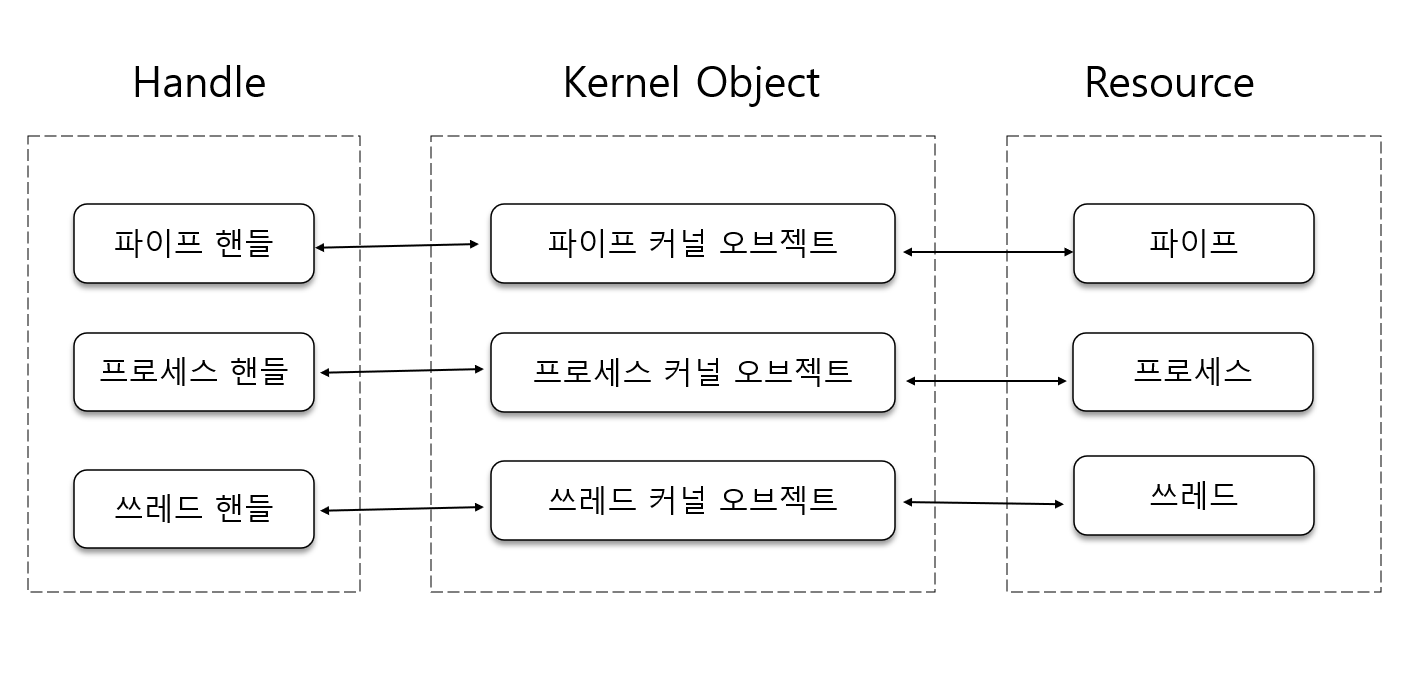 Handle
Kernel Object
Resource
파이프 핸들
파이프 커널 오브젝트
파이프
프로세스 핸들
프로세스 커널 오브젝트
프로세스
쓰레드 핸들
쓰레드 커널 오브젝트
쓰레드